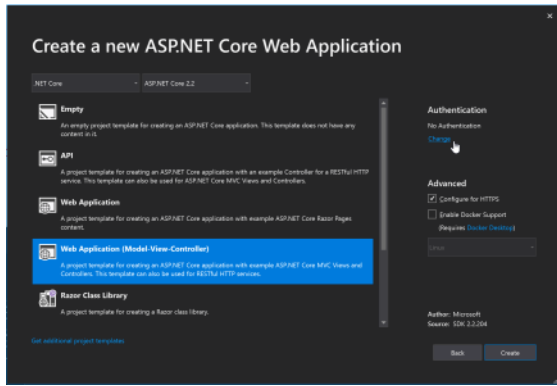 Create a new ASP.NET Core Web Application
.NET Core
ASP.NET Core 2.2
Empty
An empty project template for creating an ASP.NET Core application. This template does not have any
content in it.
API
A project template for creating an ASP.NET Core application with an example Controller for a RESTful HTTP
service. This template can also be used for ASP.NET Core MVC Views and Controllers.
Web Application
A project template for creating an ASP.NET Core application with example ASP.NET Core Razor Pages
content.
Web Application (Model-View-Controller)
A project template for creating an ASP.NET Core application with example ASP.NET Core MVC Views and
Controllers. This template can also be used for RESTful HTTP services.
Razor Class Library
A project template for creating a Razor class library.
Get additional project templates
Authentication
No Authentication
Change
Advanced
Configure for HTTPS
Enable Docker Support
(Requires Docker Desktop)
Linux
Author: Microsoft
Source: SDK 2.2.204
Back
Create